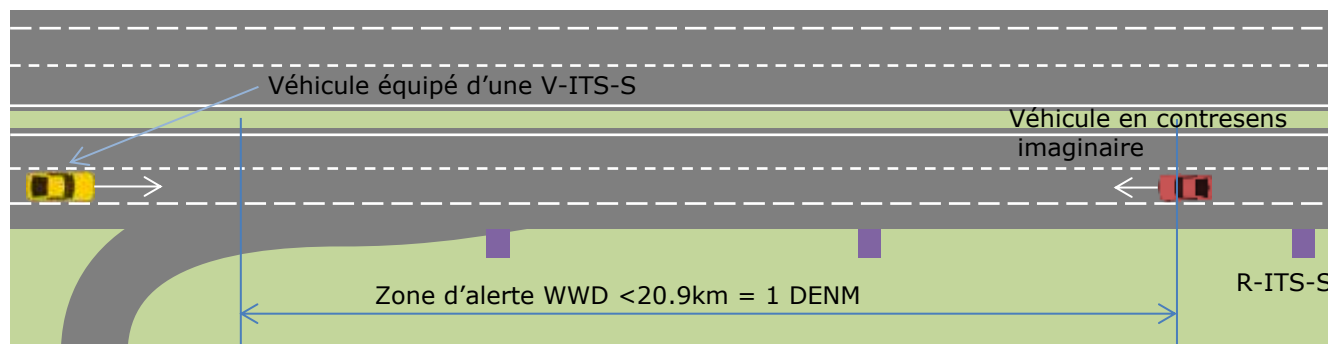 Véhicule équipé d’une V-ITS-S
Véhicule en contresens
imaginaire
Zone d’alerte WWD <20.9km = 1 DENM
R-ITS-S